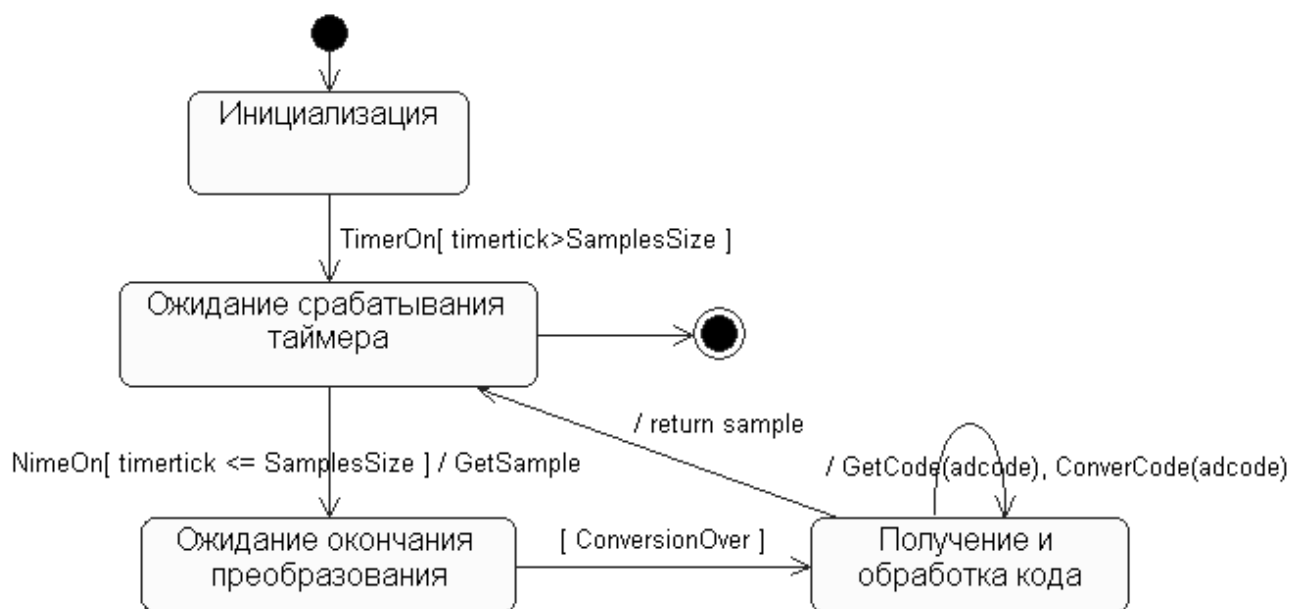 Инициализация
TimerOn[ timertick>SamplesSize ]
Ожидание срабатывания
таймера
/ return sample
NimeOn[ timertick <= SamplesSize ] / GetSample
/ GetCode(adcode), ConverCode(adcode)
Ожидание окончания
преобразования
[ ConversionOver ]
Получение и
обработка кода